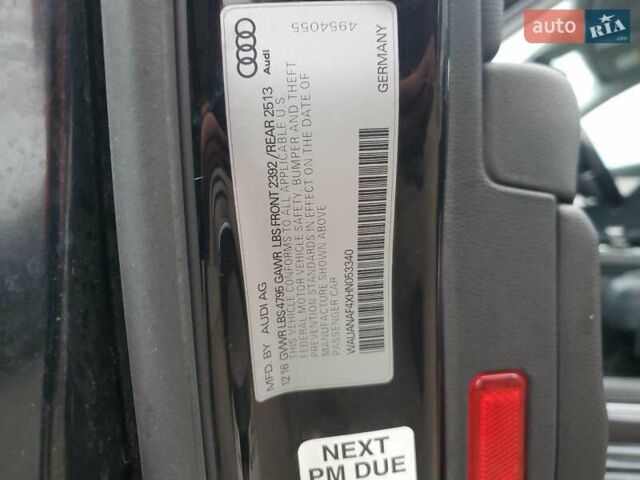 auto RIA
.com
Audi
4954055
MFD. BY AUDI AG
12 16 GVWR LBS 4795 GAWR LBS FRONT 2392 / REAR 2513
THIS VEHICLE CONFORMS TO ALL APPLICABLE U.S.
FEDERAL MOTOR VEHICLE SAFETY, BUMPER AND THEFT
PREVENTION STANDARDS IN EFFECT ON THE DATE OF
MANUFACTURE SHOWN ABOVE
PASSENGER CAR
GERMANY
WAUANAF4XHN053340
NEXT
PM DUE